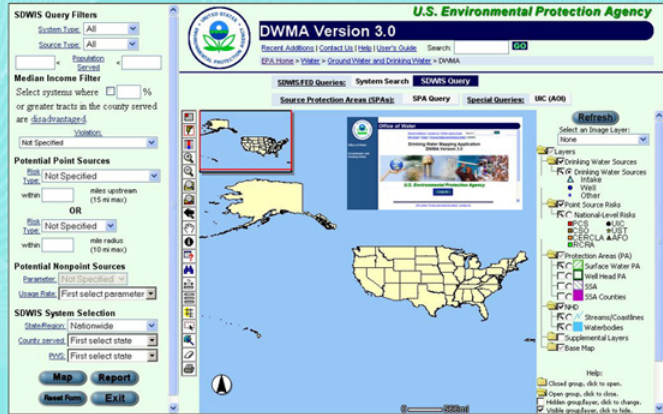 SDWIS Query Filters
System Type: All
Source Type: All
< Population Served <
Median Income Filter
Select systems where %
or greater tracts in the county served
are disadvantaged.
Violation:
Not Specified
Potential Point Sources
Risk Type: Not Specified
within miles upstream
(15 mi max)
OR
Risk Type: Not Specified
within mile radius
(10 mi max)
Potential Nonpoint Sources
Parameter: Not Specified
Usage Rate: First select parameter
SDWIS System Selection
State/Region: Nationwide
County served: First select state
PWS: First select state
Map Report
Reset Form Exit
U.S. Environmental Protection Agency
DWMA Version 3.0
Recent Additions | Contact Us | Help | User's Guide Search: GO
EPA Home > Water > Ground Water and Drinking Water > DWMA
SDWIS/FED Queries: System Search SDWIS Query
Source Protection Areas (SPAs): SPA Query Special Queries: UIC (AOI)
Office of Water
Drinking Water Mapping Application
DWMA Version 3.0
U.S. Environmental Protection Agency
Refresh
Select an Image Layer:
None
Layers
Drinking Water Sources
Drinking Water Sources
Intake
Well
Other
Point Source Risks
National-Level Risks
PCS UIC
CSO UST
CERCLA AFO
RCRA
Protection Areas (PA)
Surface Water PA
Well Head PA
SSA
SSA Counties
NHD
Streams/Coastlines
Waterbodies
Supplemental Layers
Base Map
Help:
Closed group, click to open.
Open group, click to close.
Hidden group/layer, click to change.
Visible group/layer, click to hide.